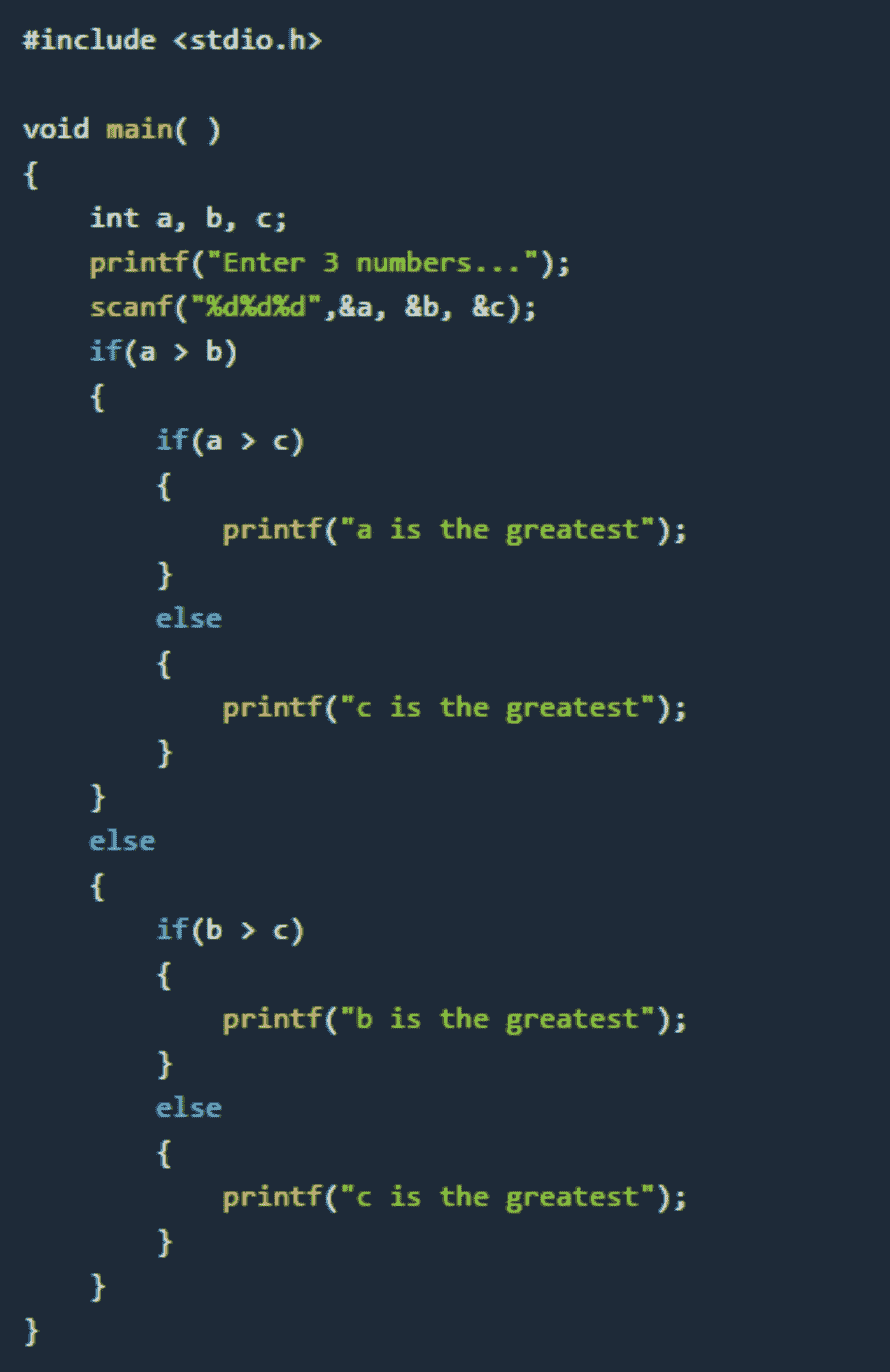 #include <stdio.h>

void main( )
{
    int a, b, c;
    printf("Enter 3 numbers...");
    scanf("%d%d%d",&a, &b, &c);
    if(a > b)
    {
        if(a > c)
        {
            printf("a is the greatest");
        }
        else
        {
            printf("c is the greatest");
        }
    }
    else
    {
        if(b > c)
        {
            printf("b is the greatest");
        }
        else
        {
            printf("c is the greatest");
        }
    }
}